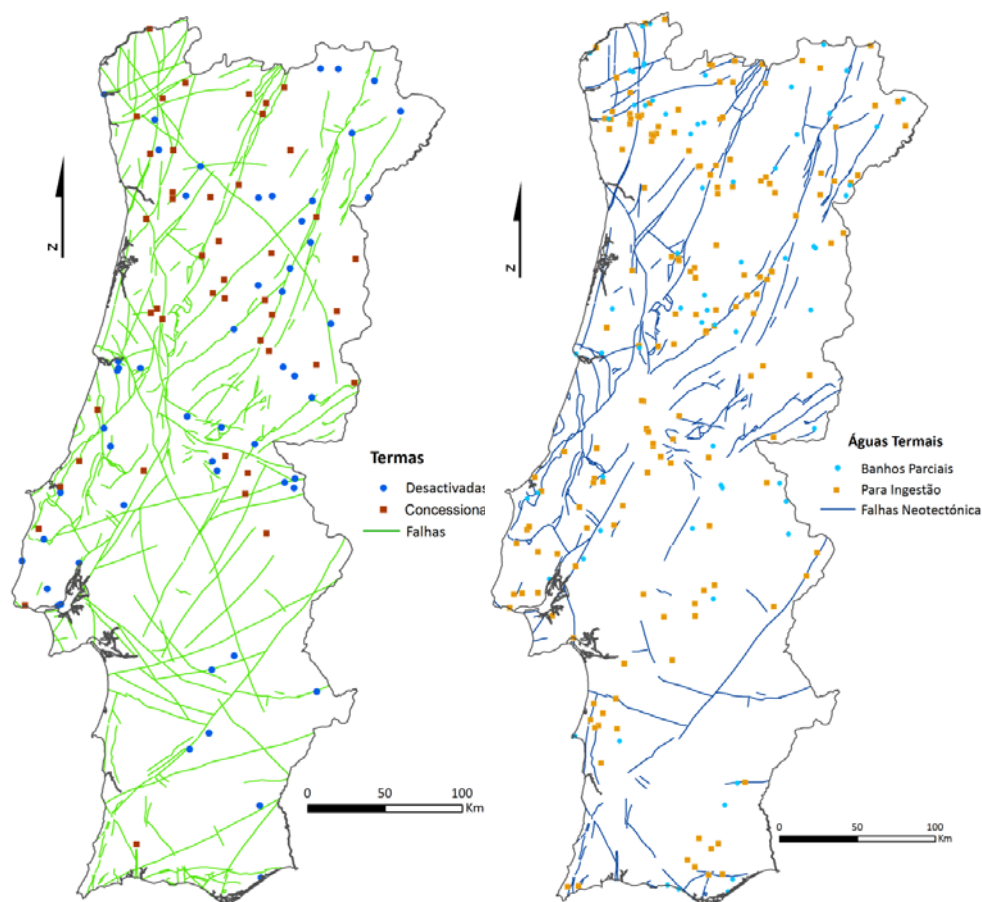 N
Termas
Desactivadas
Concessiona
Falhas
0 50 100
Km
N
Águas Termais
Banhos Parciais
Para Ingestão
Falhas Neotectónica
0 50 100
Km